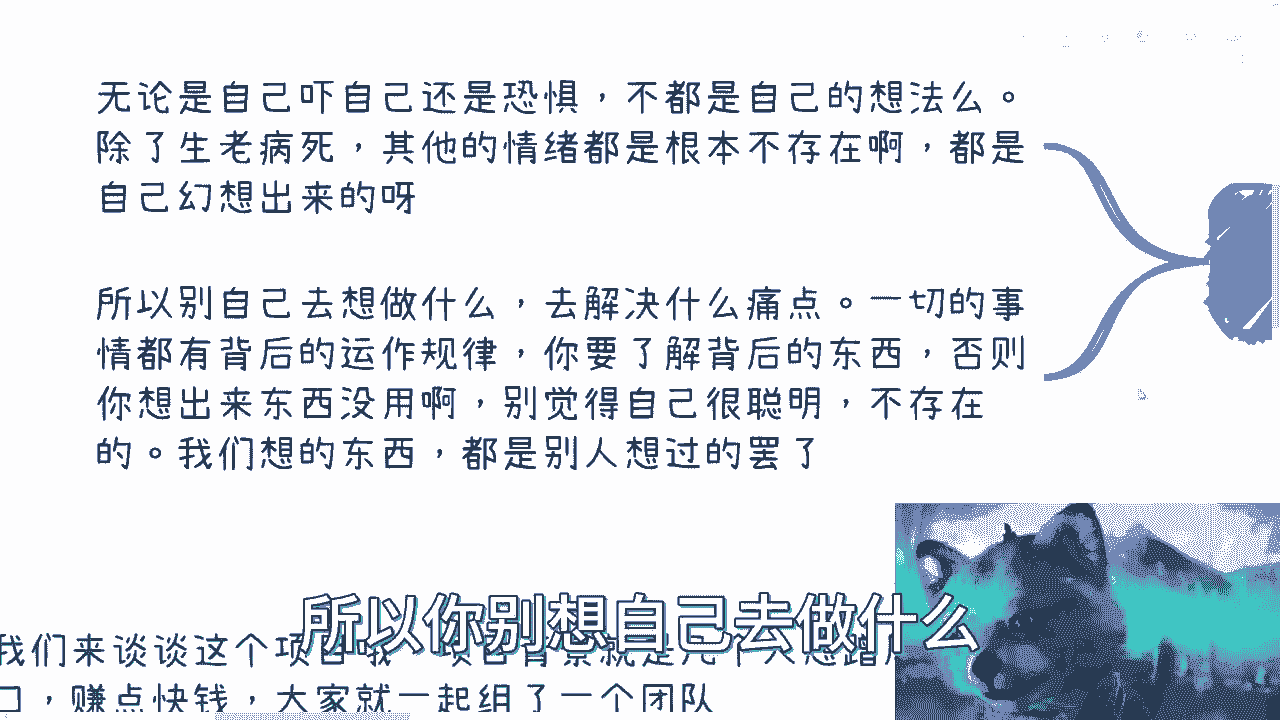 无论是自己吓自己还是恐惧，不都是自己的想法么。
除了生老病死，其他的情绪都是根本不存在啊，都是
自己幻想出来的呀
所以别自己去想做什么，去解决什么痛点。一切的事
情都有背后的运作规律，你要了解背后的东西，否则
你想出来东西没用啊，别觉得自己很聪明，不存在
的。我们想的东西，都是别人想过的罢了
所以你别想自己去做什么
我们来谈谈这个项目
口，赚点快钱，大家就一起组了一个团队